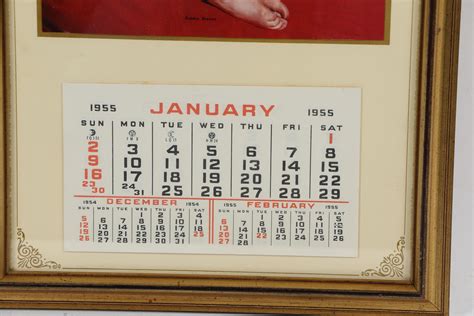 1955 JANUARY 1955
SUN MON TUE WED THU FRI SAT
1
2 3 4 5 6 7 8
9 10 11 12 13 14 15
16 17 18 19 20 21 22
23 30 24 31 25 26 27 28 29
1954 DECEMBER 1954
SUN MON TUE WED THU FRI SAT
1 2 3 4
5 6 7 8 9 10 11
12 13 14 15 16 17 18
19 20 21 22 23 24 25
26 27 28 29 30 31
1955 FEBRUARY 1955
SUN MON TUE WED THU FRI SAT
1 2 3 4 5
6 7 8 9 10 11 12
13 14 15 16 17 18 19
20 21 22 23 24 25 26
27 28